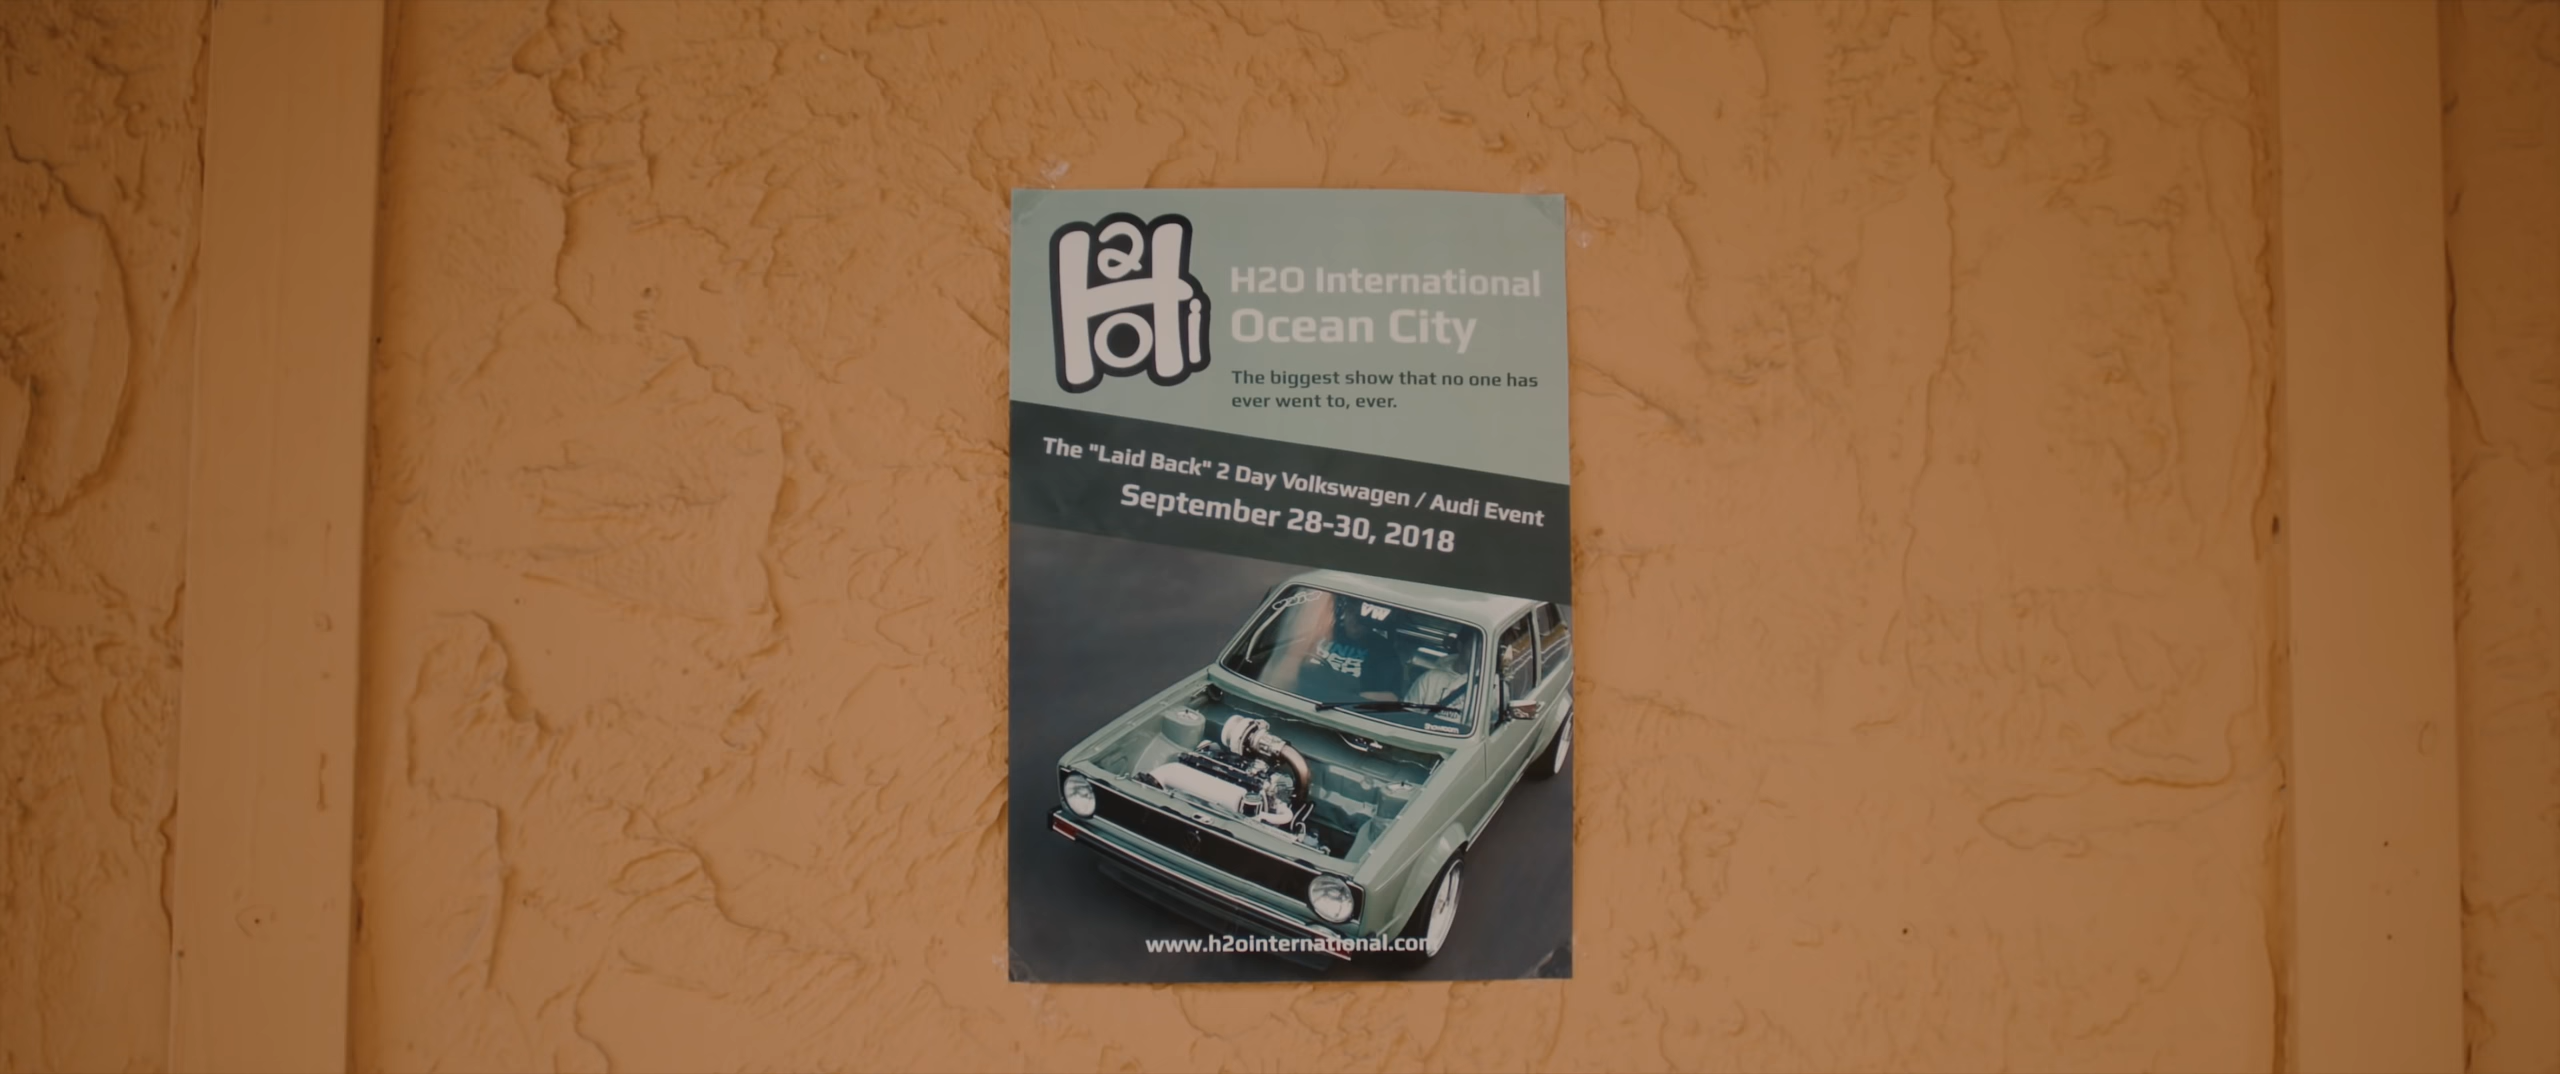 H2Oi
H2O International
Ocean City
The biggest show that no one has
ever went to, ever.
The "Laid Back" 2 Day Volkswagen / Audi Event
September 28-30, 2018
VW
www.h2ointernational.com